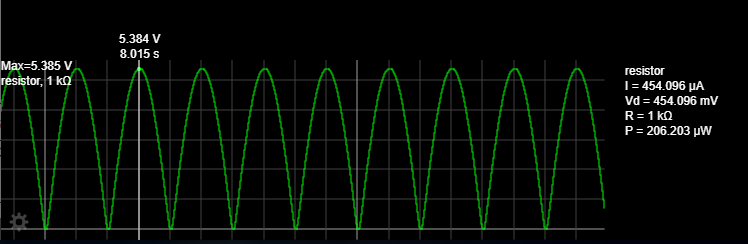 5.384 V
8.015 s
Max=5.385 V
resistor, 1 kΩ
resistor
I = 454.096 μA
Vd = 454.096 mV
R = 1 kΩ
P = 206.203 μW